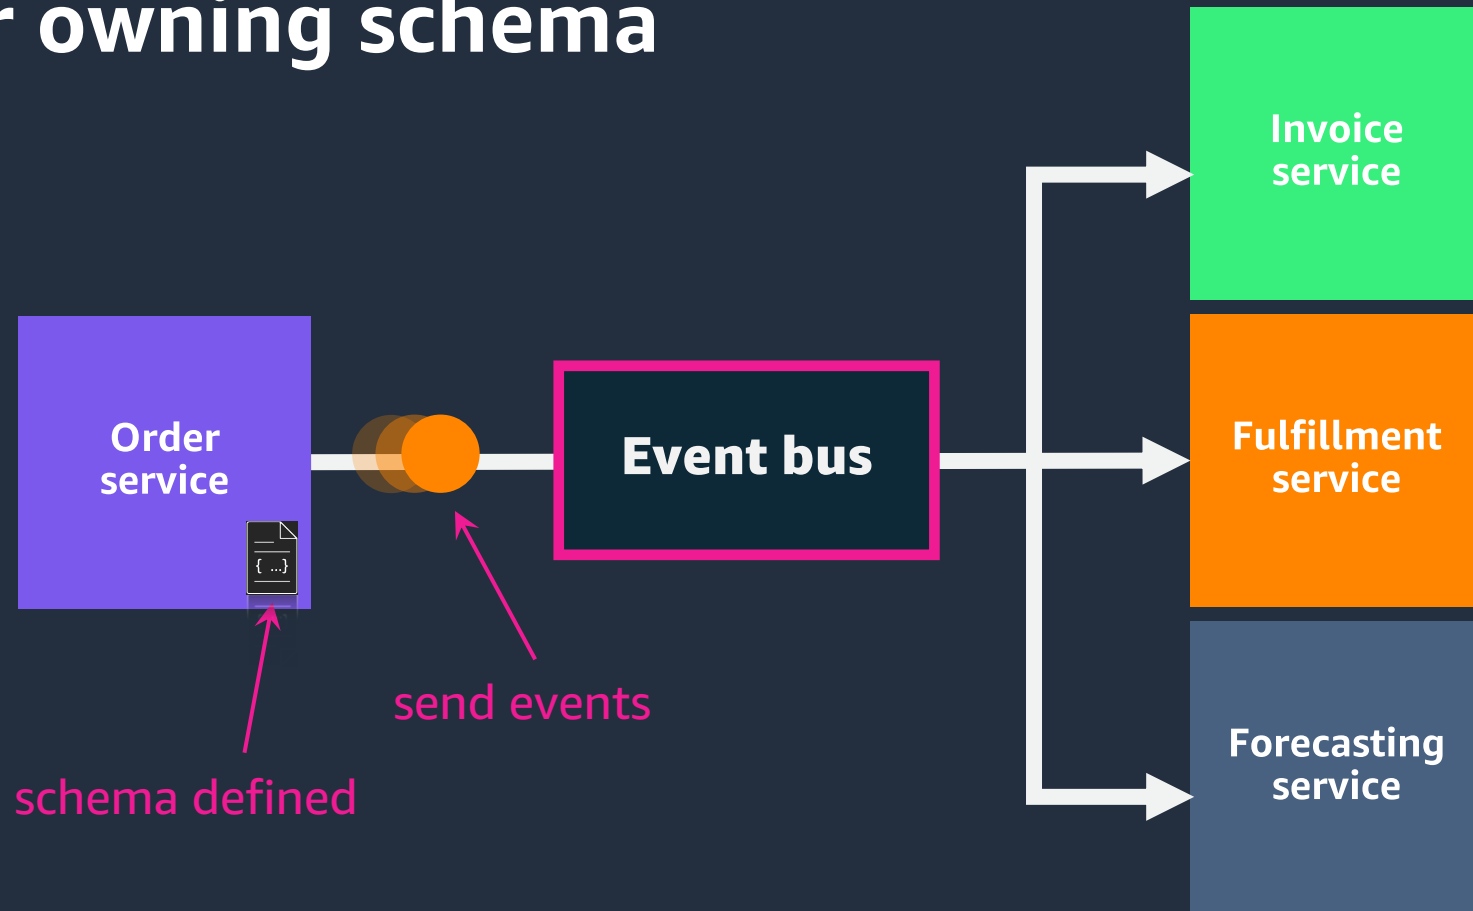 r owning schema
Invoice
service
Order
service
{ ...}
Event bus
Fulfillment
service
send events
schema defined
Forecasting
service